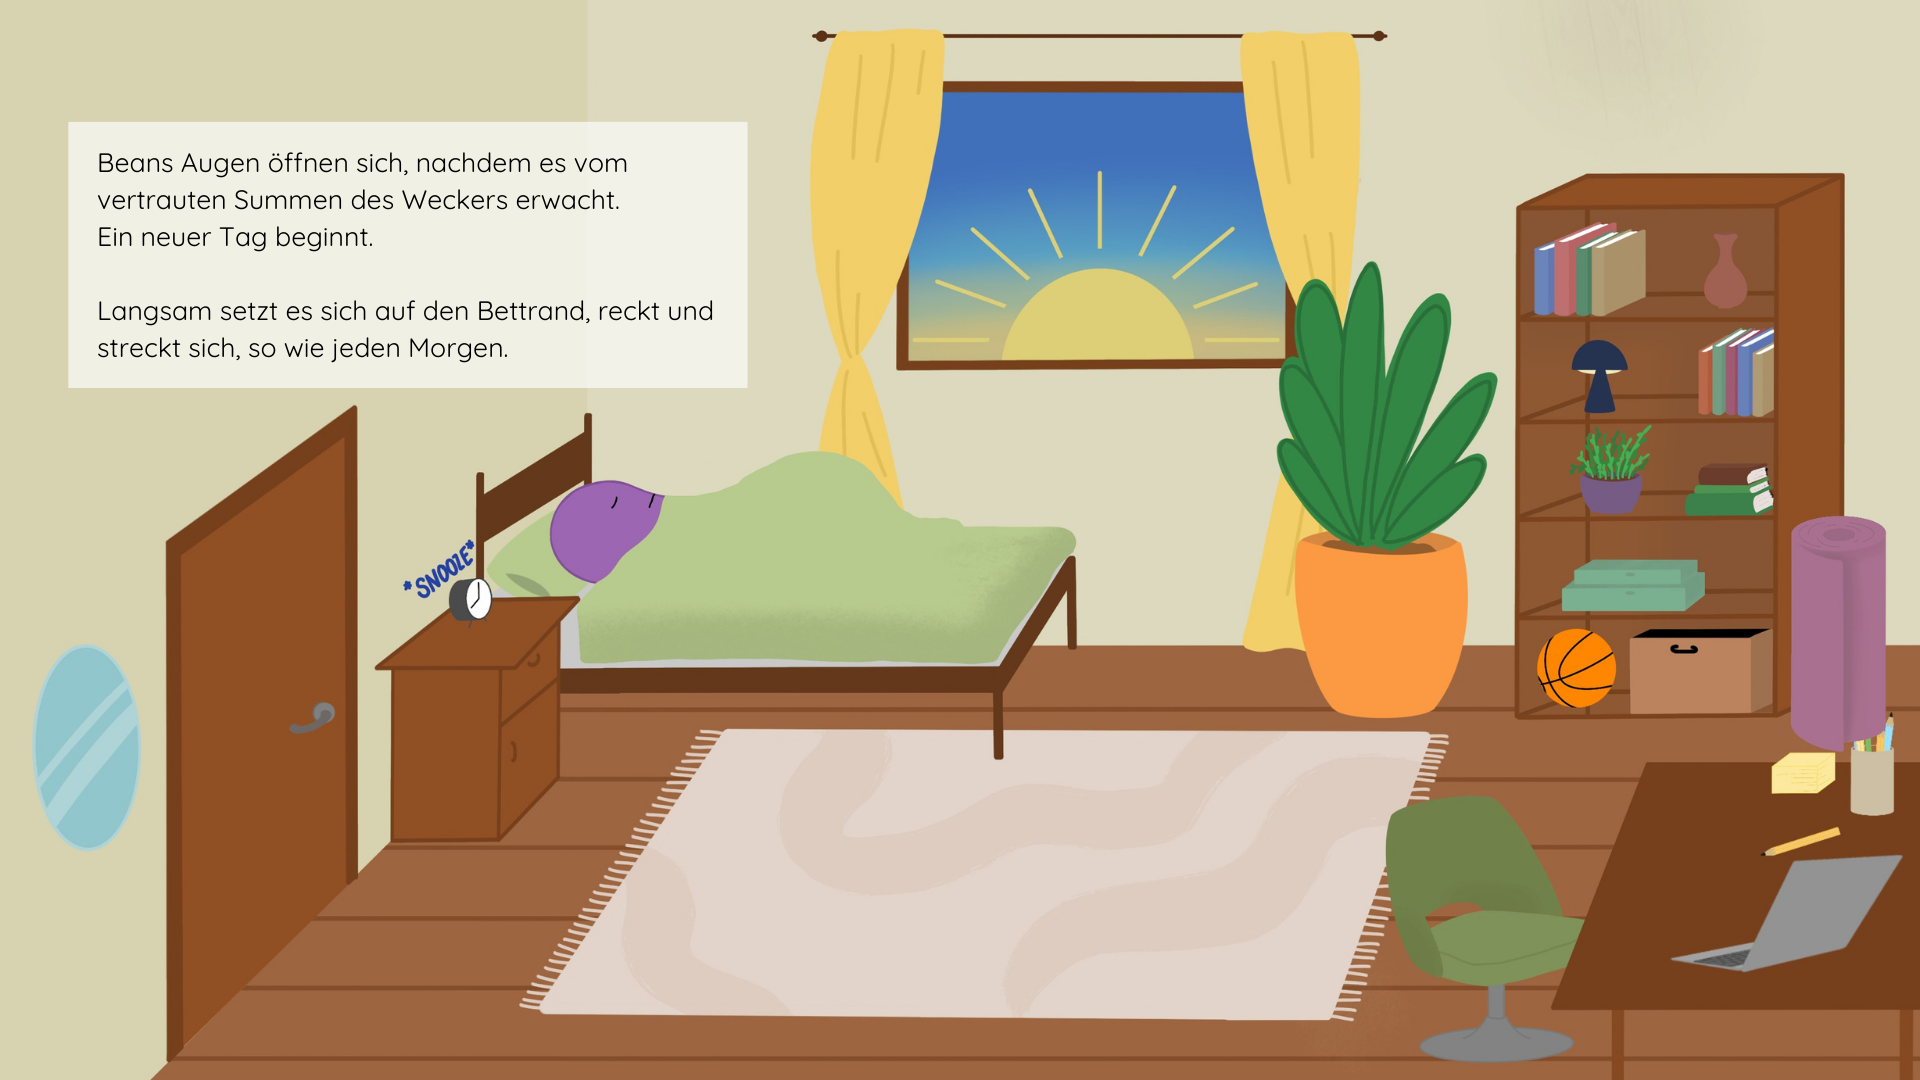 Beans Augen öffnen sich, nachdem es vom
vertrauten Summen des Weckers erwacht.
Ein neuer Tag beginnt.
Langsam setzt es sich auf den Bettrand, reckt und
streckt sich, so wie jeden Morgen.
*SNOOZE*